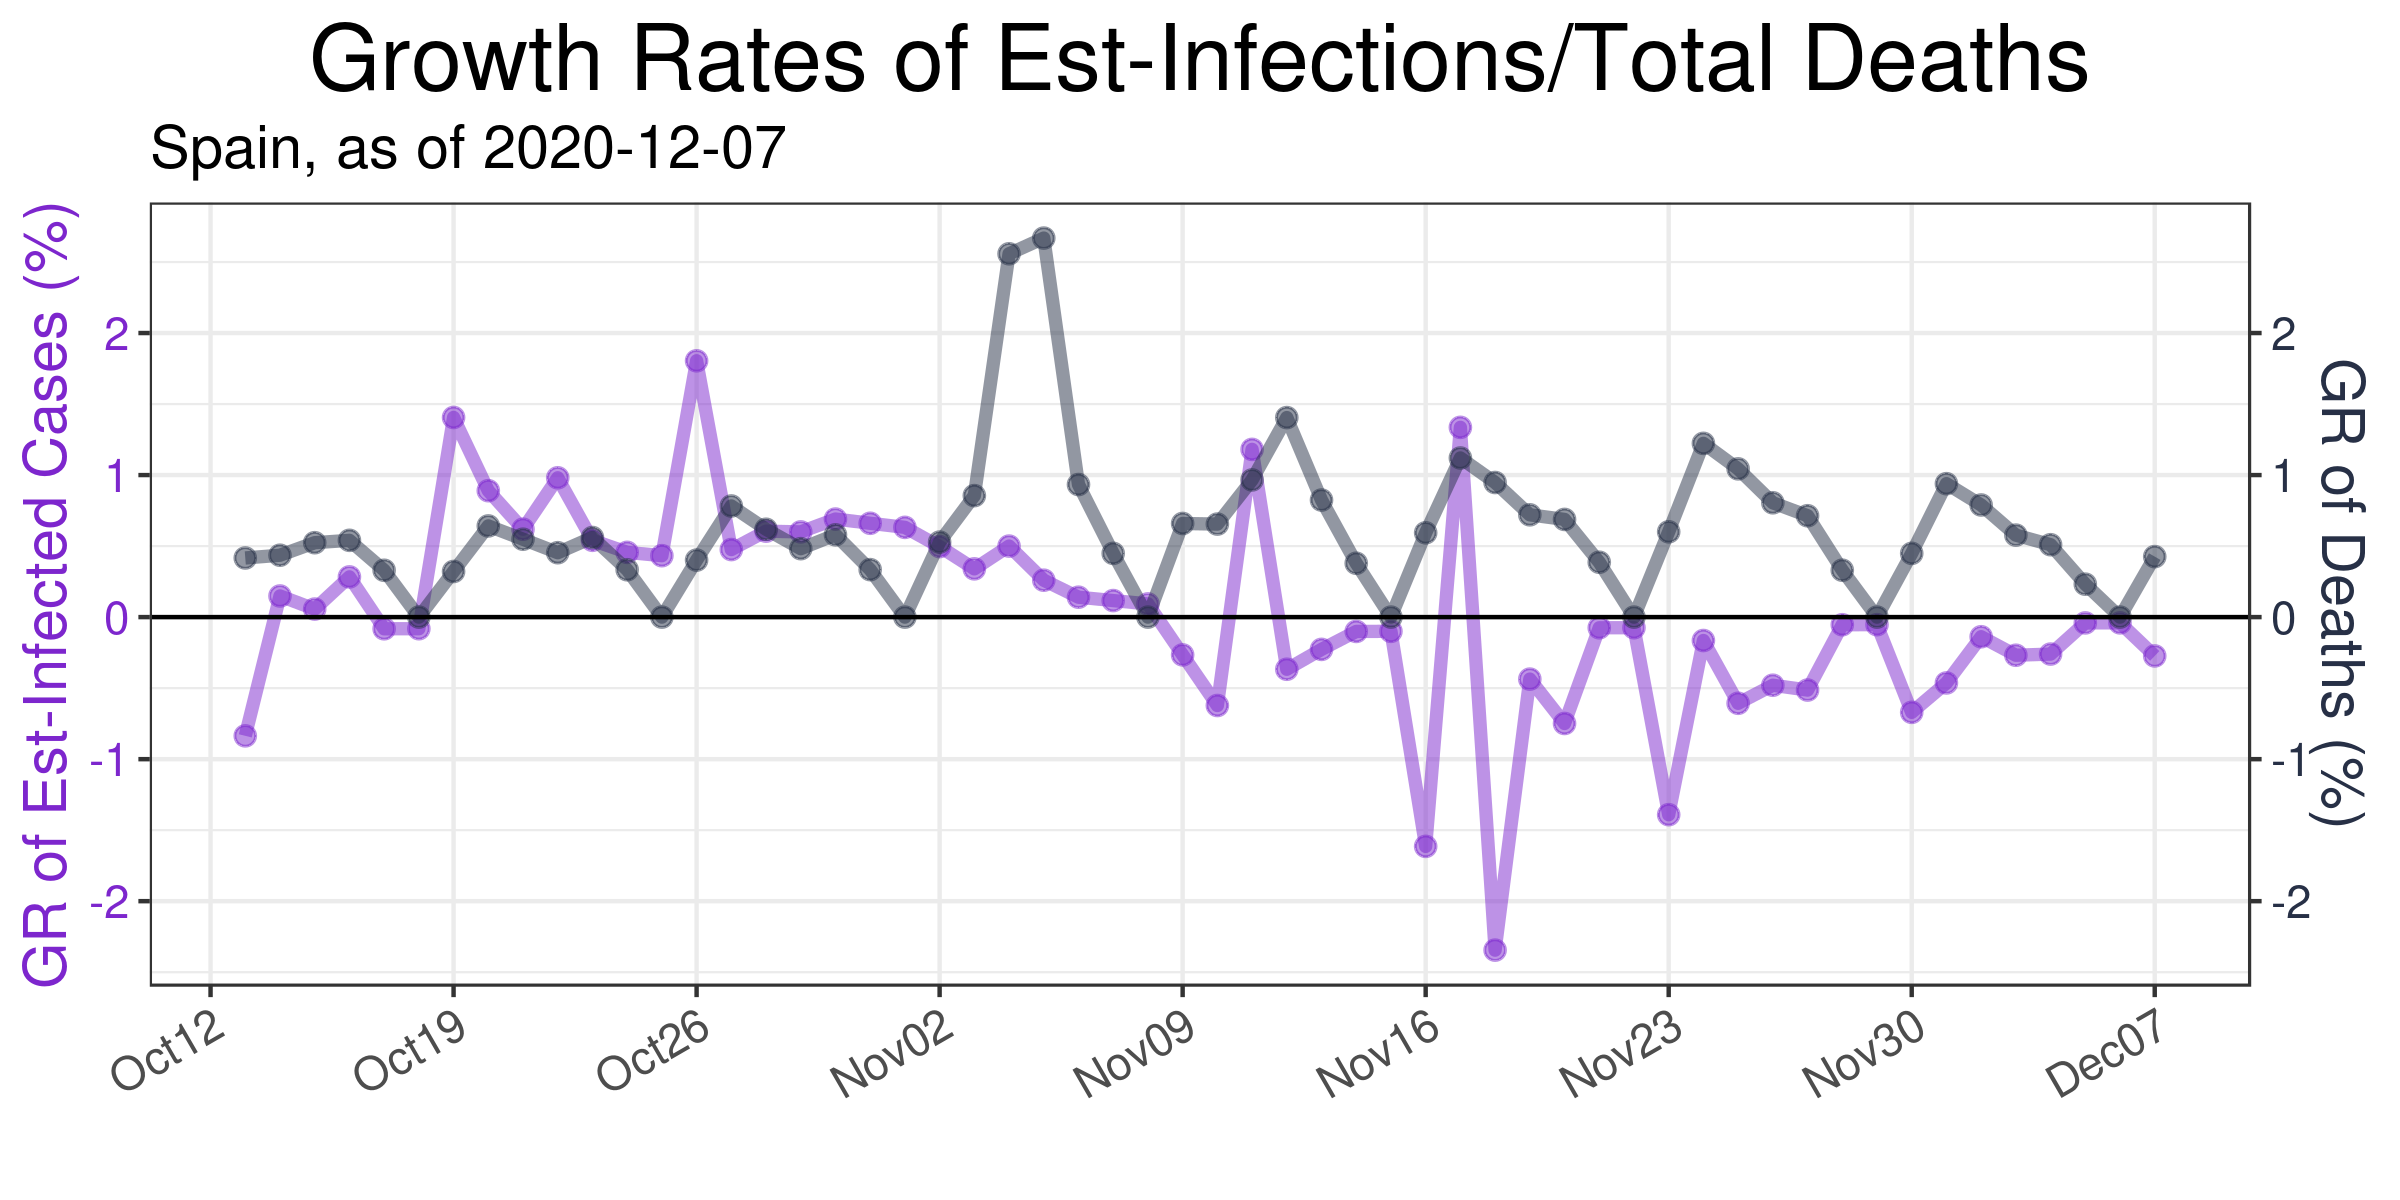 Growth Rates of Est-Infections/Total Deaths
Spain, as of 2020-12-07
GR of Est-Infected Cases (%)
2
1
0
-1
-2
2
1
0
-1
-2
GR of Deaths (%)
Oct12
Oct19
Oct26
Nov02
Nov09
Nov16
Nov23
Nov30
Dec07